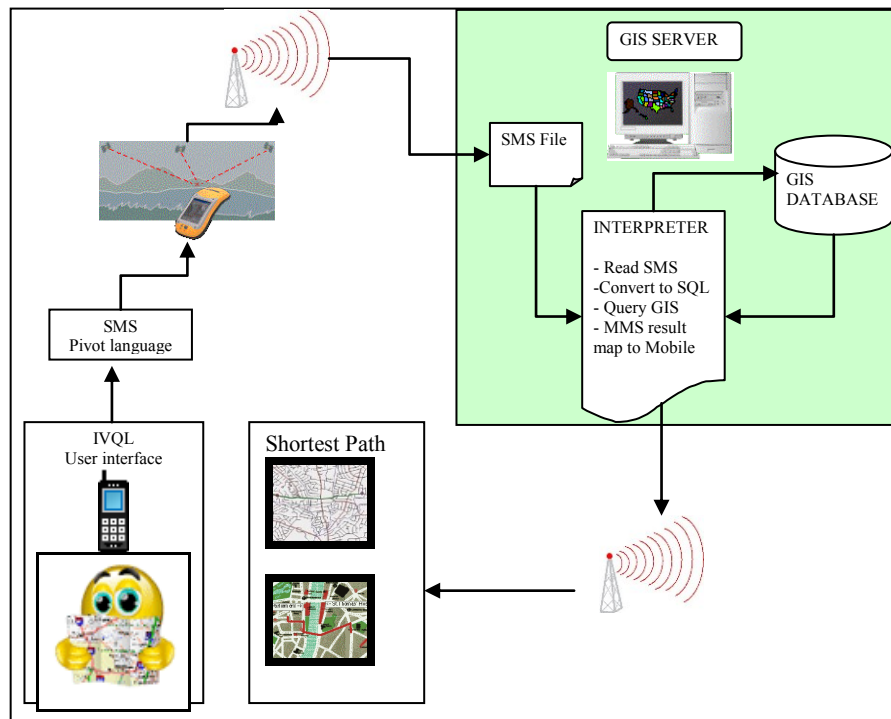 GIS SERVER
SMS File
GIS
DATABASE
INTERPRETER
- Read SMS
-Convert to SQL
- Query GIS
- MMS result
map to Mobile
SMS
Pivot language
IVQL
User interface
Shortest Path